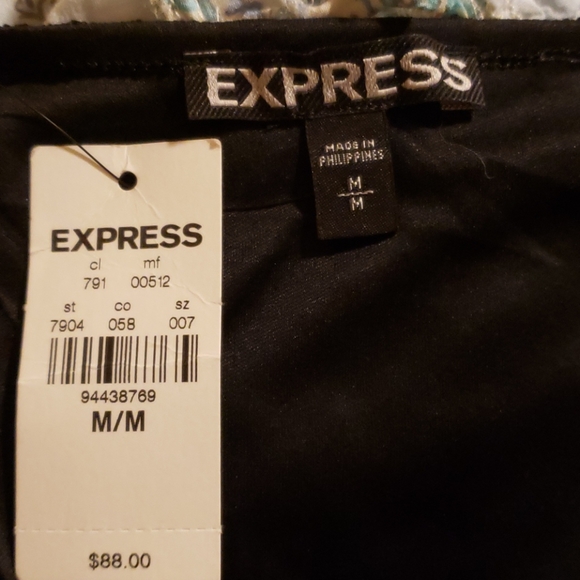 EXPRESS
MADE IN
PHILIPPINES
M
M
EXPRESS
cl mf
791 00512
st co sz
7904 058 007
94438769
M/M
$88.00